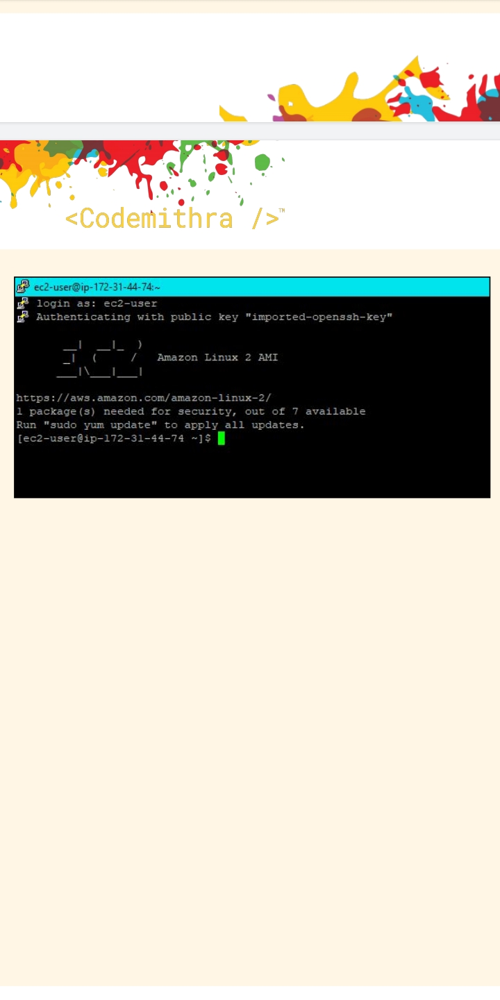 <Codemithra />™
ec2-user@ip-172-31-44-74:~
login as: ec2-user
Authenticating with public key "imported-openssh-key"
__|  __|_  )
_|  (     /   Amazon Linux 2 AMI
___|\___|___|
https://aws.amazon.com/amazon-linux-2/
1 package(s) needed for security, out of 7 available
Run "sudo yum update" to apply all updates.
[ec2-user@ip-172-31-44-74 ~]$